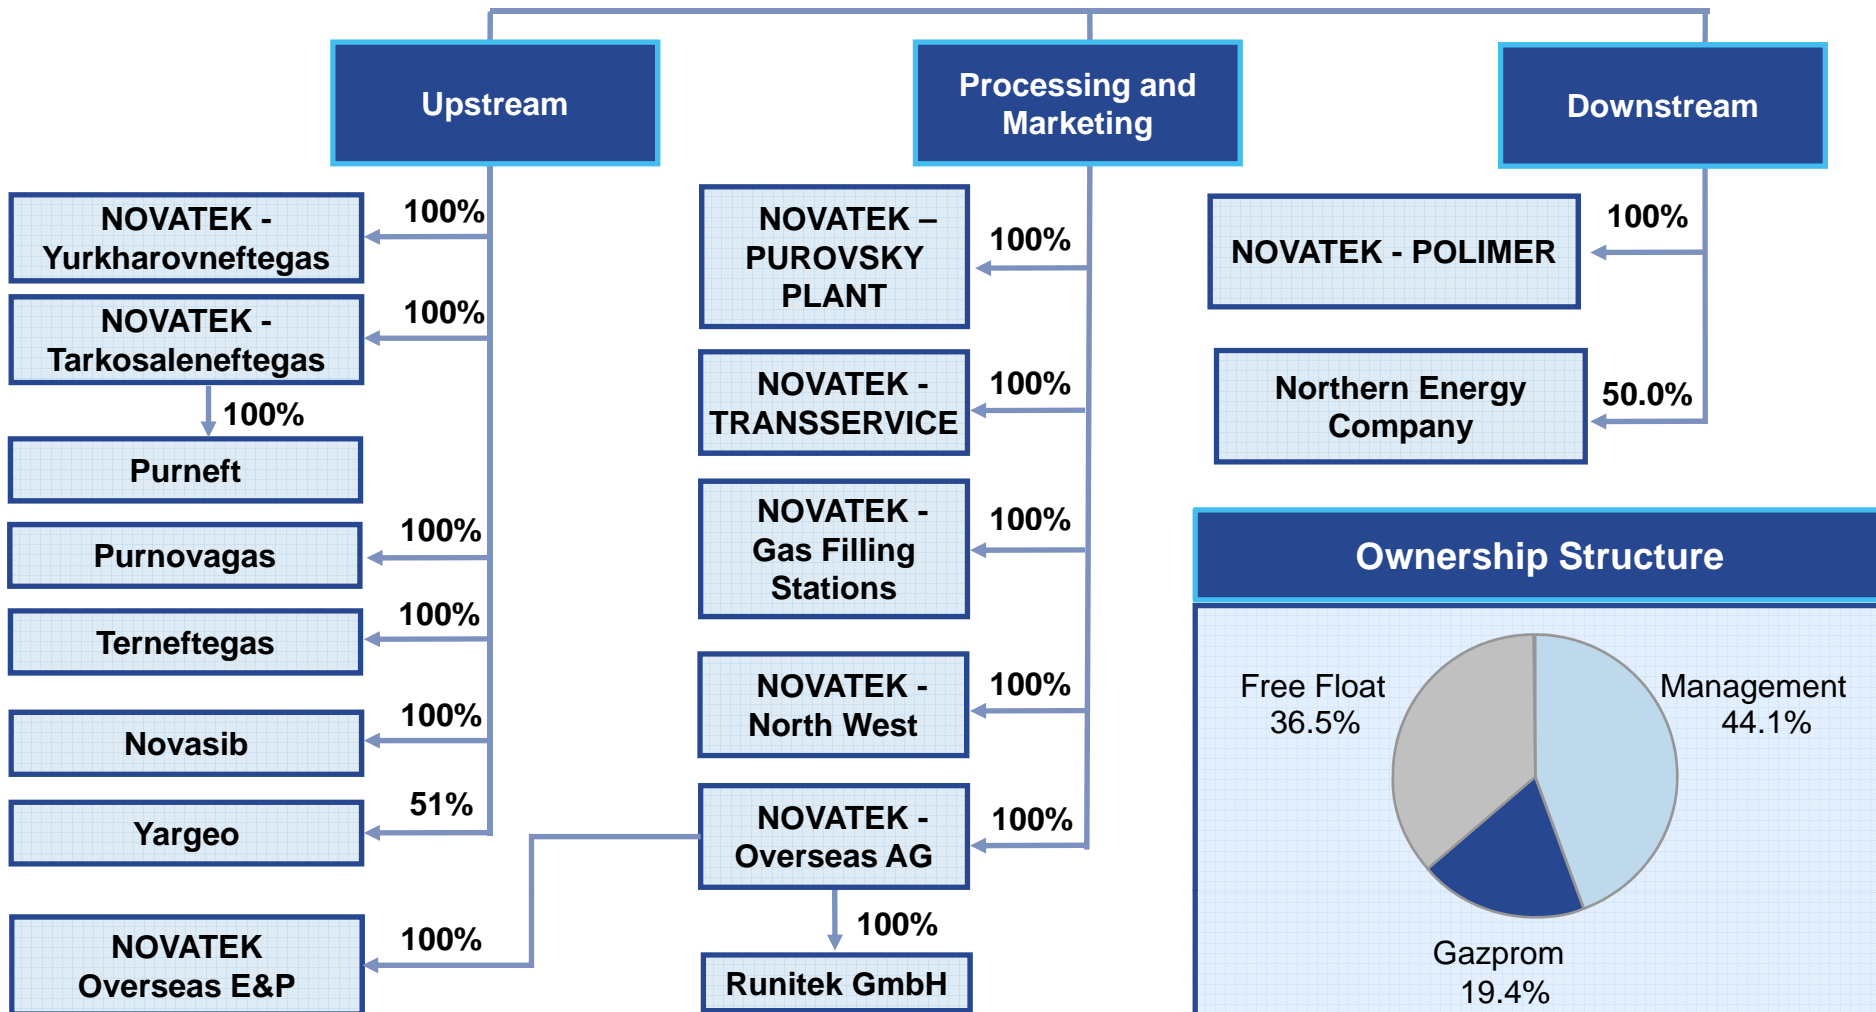 Upstream
Processing and
Marketing
Downstream
NOVATEK -
Yurkharovneftegas
100%
NOVATEK -
Tarkosaleneftegas
100%
100%
Purneft
Purnovagas
100%
Terneftegas
100%
Novasib
100%
Yargeo
51%
NOVATEK
Overseas E&P
100%
NOVATEK –
PUROVSKY
PLANT
100%
NOVATEK -
TRANSSERVICE
100%
NOVATEK -
Gas Filling
Stations
100%
NOVATEK -
North West
100%
NOVATEK -
Overseas AG
100%
100%
Runitek GmbH
NOVATEK - POLIMER
100%
Northern Energy
Company
50.0%
Ownership Structure
Free Float
36.5%
Management
44.1%
Gazprom
19.4%